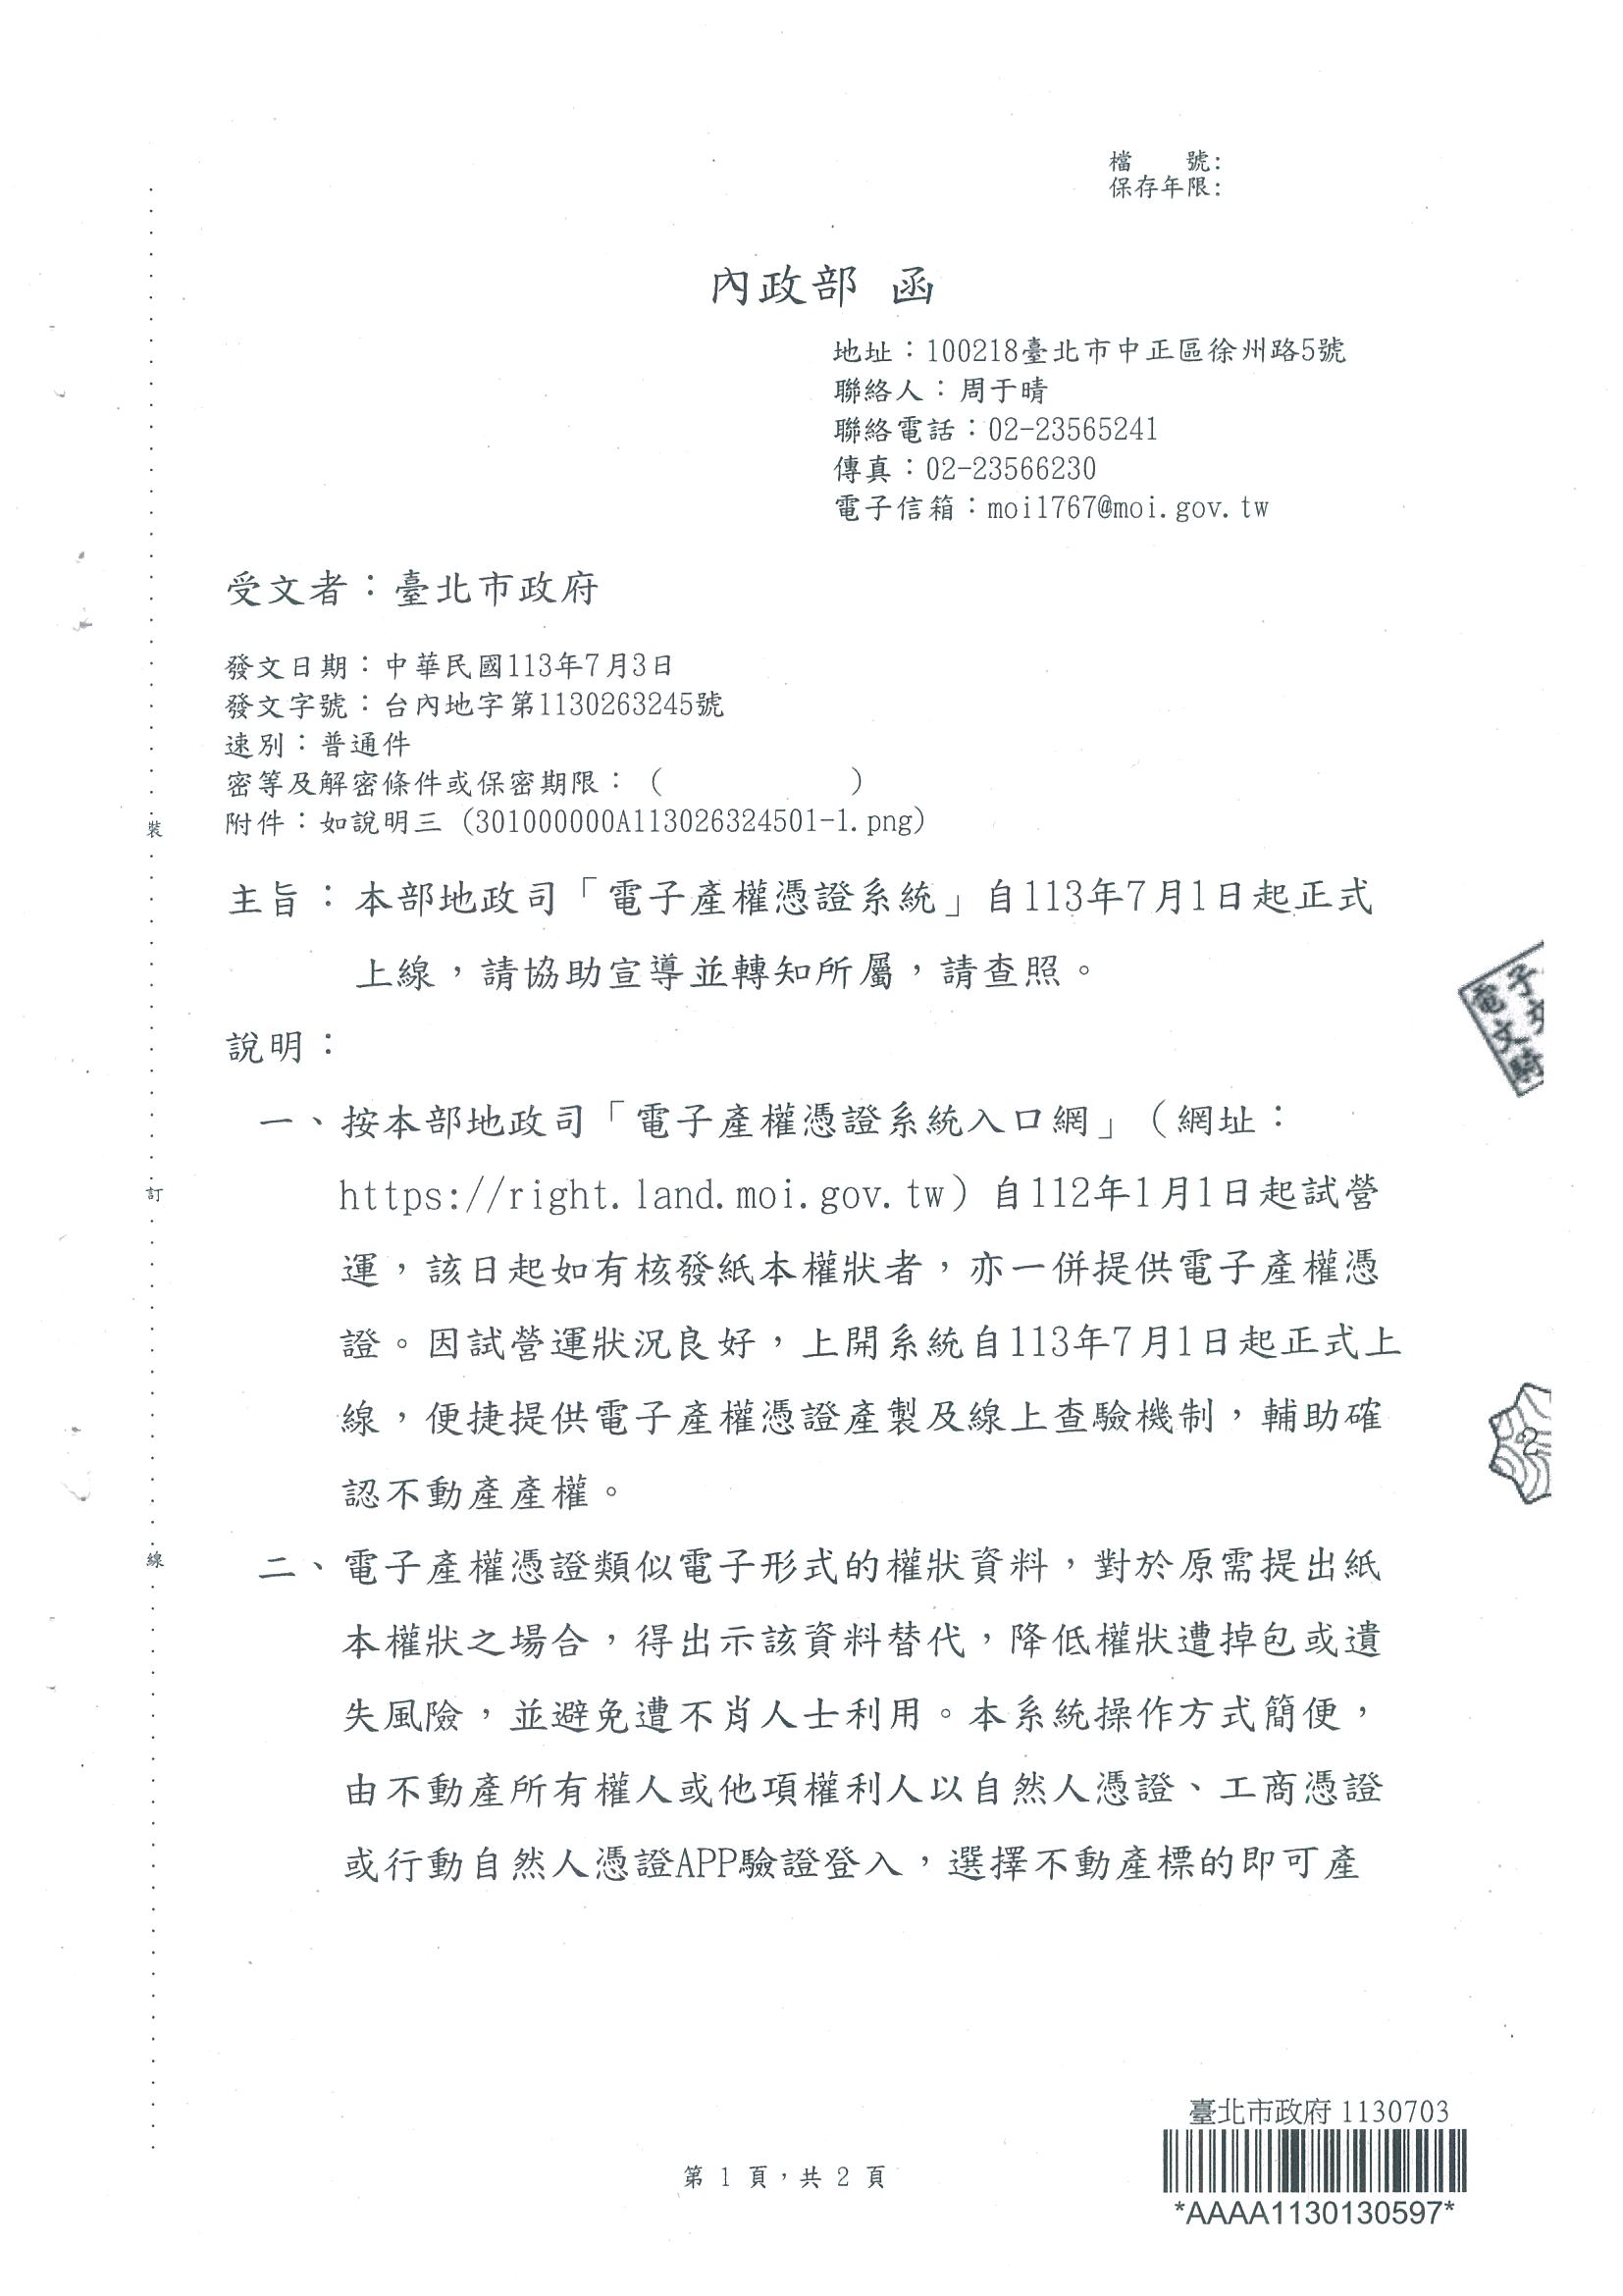 檔　　號:
保存年限:
內政部 函
地址：100218臺北市中正區徐州路5號
聯絡人：周于晴
聯絡電話：02-23565241
傳真：02-23566230
電子信箱：moi1767@moi.gov.tw
受文者：臺北市政府
發文日期：中華民國113年7月3日
發文字號：台內地字第1130263245號
速別：普通件
密等及解密條件或保密期限：（　　　　　　）
附件：如說明三（301000000A113026324501-1.png）
主旨：本部地政司「電子產權憑證系統」自113年7月1日起正式
上線，請協助宣導並轉知所屬，請查照。
說明：
一、按本部地政司「電子產權憑證系統入口網」（網址：
https://right.land.moi.gov.tw）自112年1月1日起試營
運，該日起如有核發紙本權狀者，亦一併提供電子產權憑
證。因試營運狀況良好，上開系統自113年7月1日起正式上
線，便捷提供電子產權憑證產製及線上查驗機制，輔助確
認不動產產權。
二、電子產權憑證類似電子形式的權狀資料，對於原需提出紙
本權狀之場合，得出示該資料替代，降低權狀遭掉包或遺
失風險，並避免遭不肖人士利用。本系統操作方式簡便，
由不動產所有權人或他項權利人以自然人憑證、工商憑證
或行動自然人憑證APP驗證登入，選擇不動產標的即可產
裝
訂
線
電子
文
騎
2
臺北市政府 1130703
*AAAA1130130597*
第 1 頁，共 2 頁